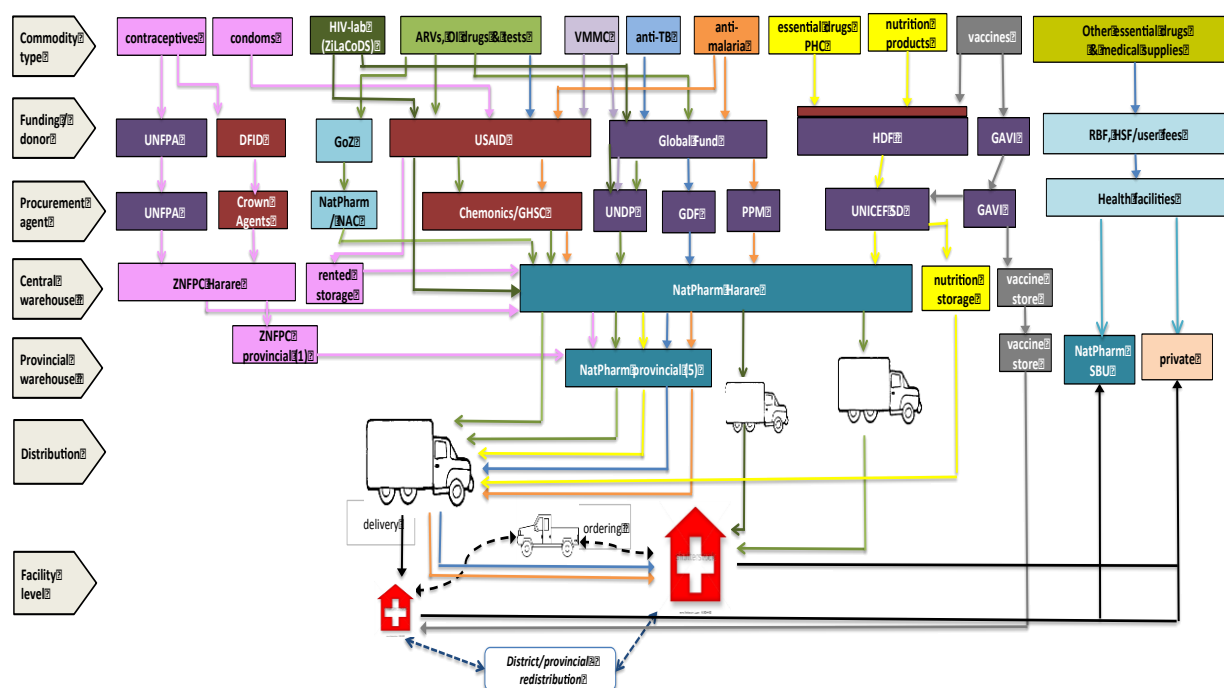 Commodity
type
contraceptives
condoms
HIV-lab
(ZiLaCoDS)
ARVs, OI drugs & tests
VMMC
anti-TB
anti-
malaria
essential drugs
PHC
nutrition
products
vaccines
Other essential drugs
& medical supplies
Funding /
donor
UNFPA
DFID
GoZ
USAID
Global Fund
HDF
GAVI
RBF, HSF/user fees
Procurement
agent
UNFPA
Crown
Agents
NatPharm
/ NAC
Chemonics/GHSC
UNDP
GDF
PPM
UNICEF SD
GAVI
Health facilities
Central
warehouse
ZNFPC Harare
rented
storage
NatPharm Harare
nutrition
storage
vaccine
store
Provincial
warehouse
ZNFPC
provincial (1)
NatPharm provincial (5)
vaccine
store
NatPharm
SBU
private
Distribution
delivery
ordering
Facility
level
District/provincial
redistribution